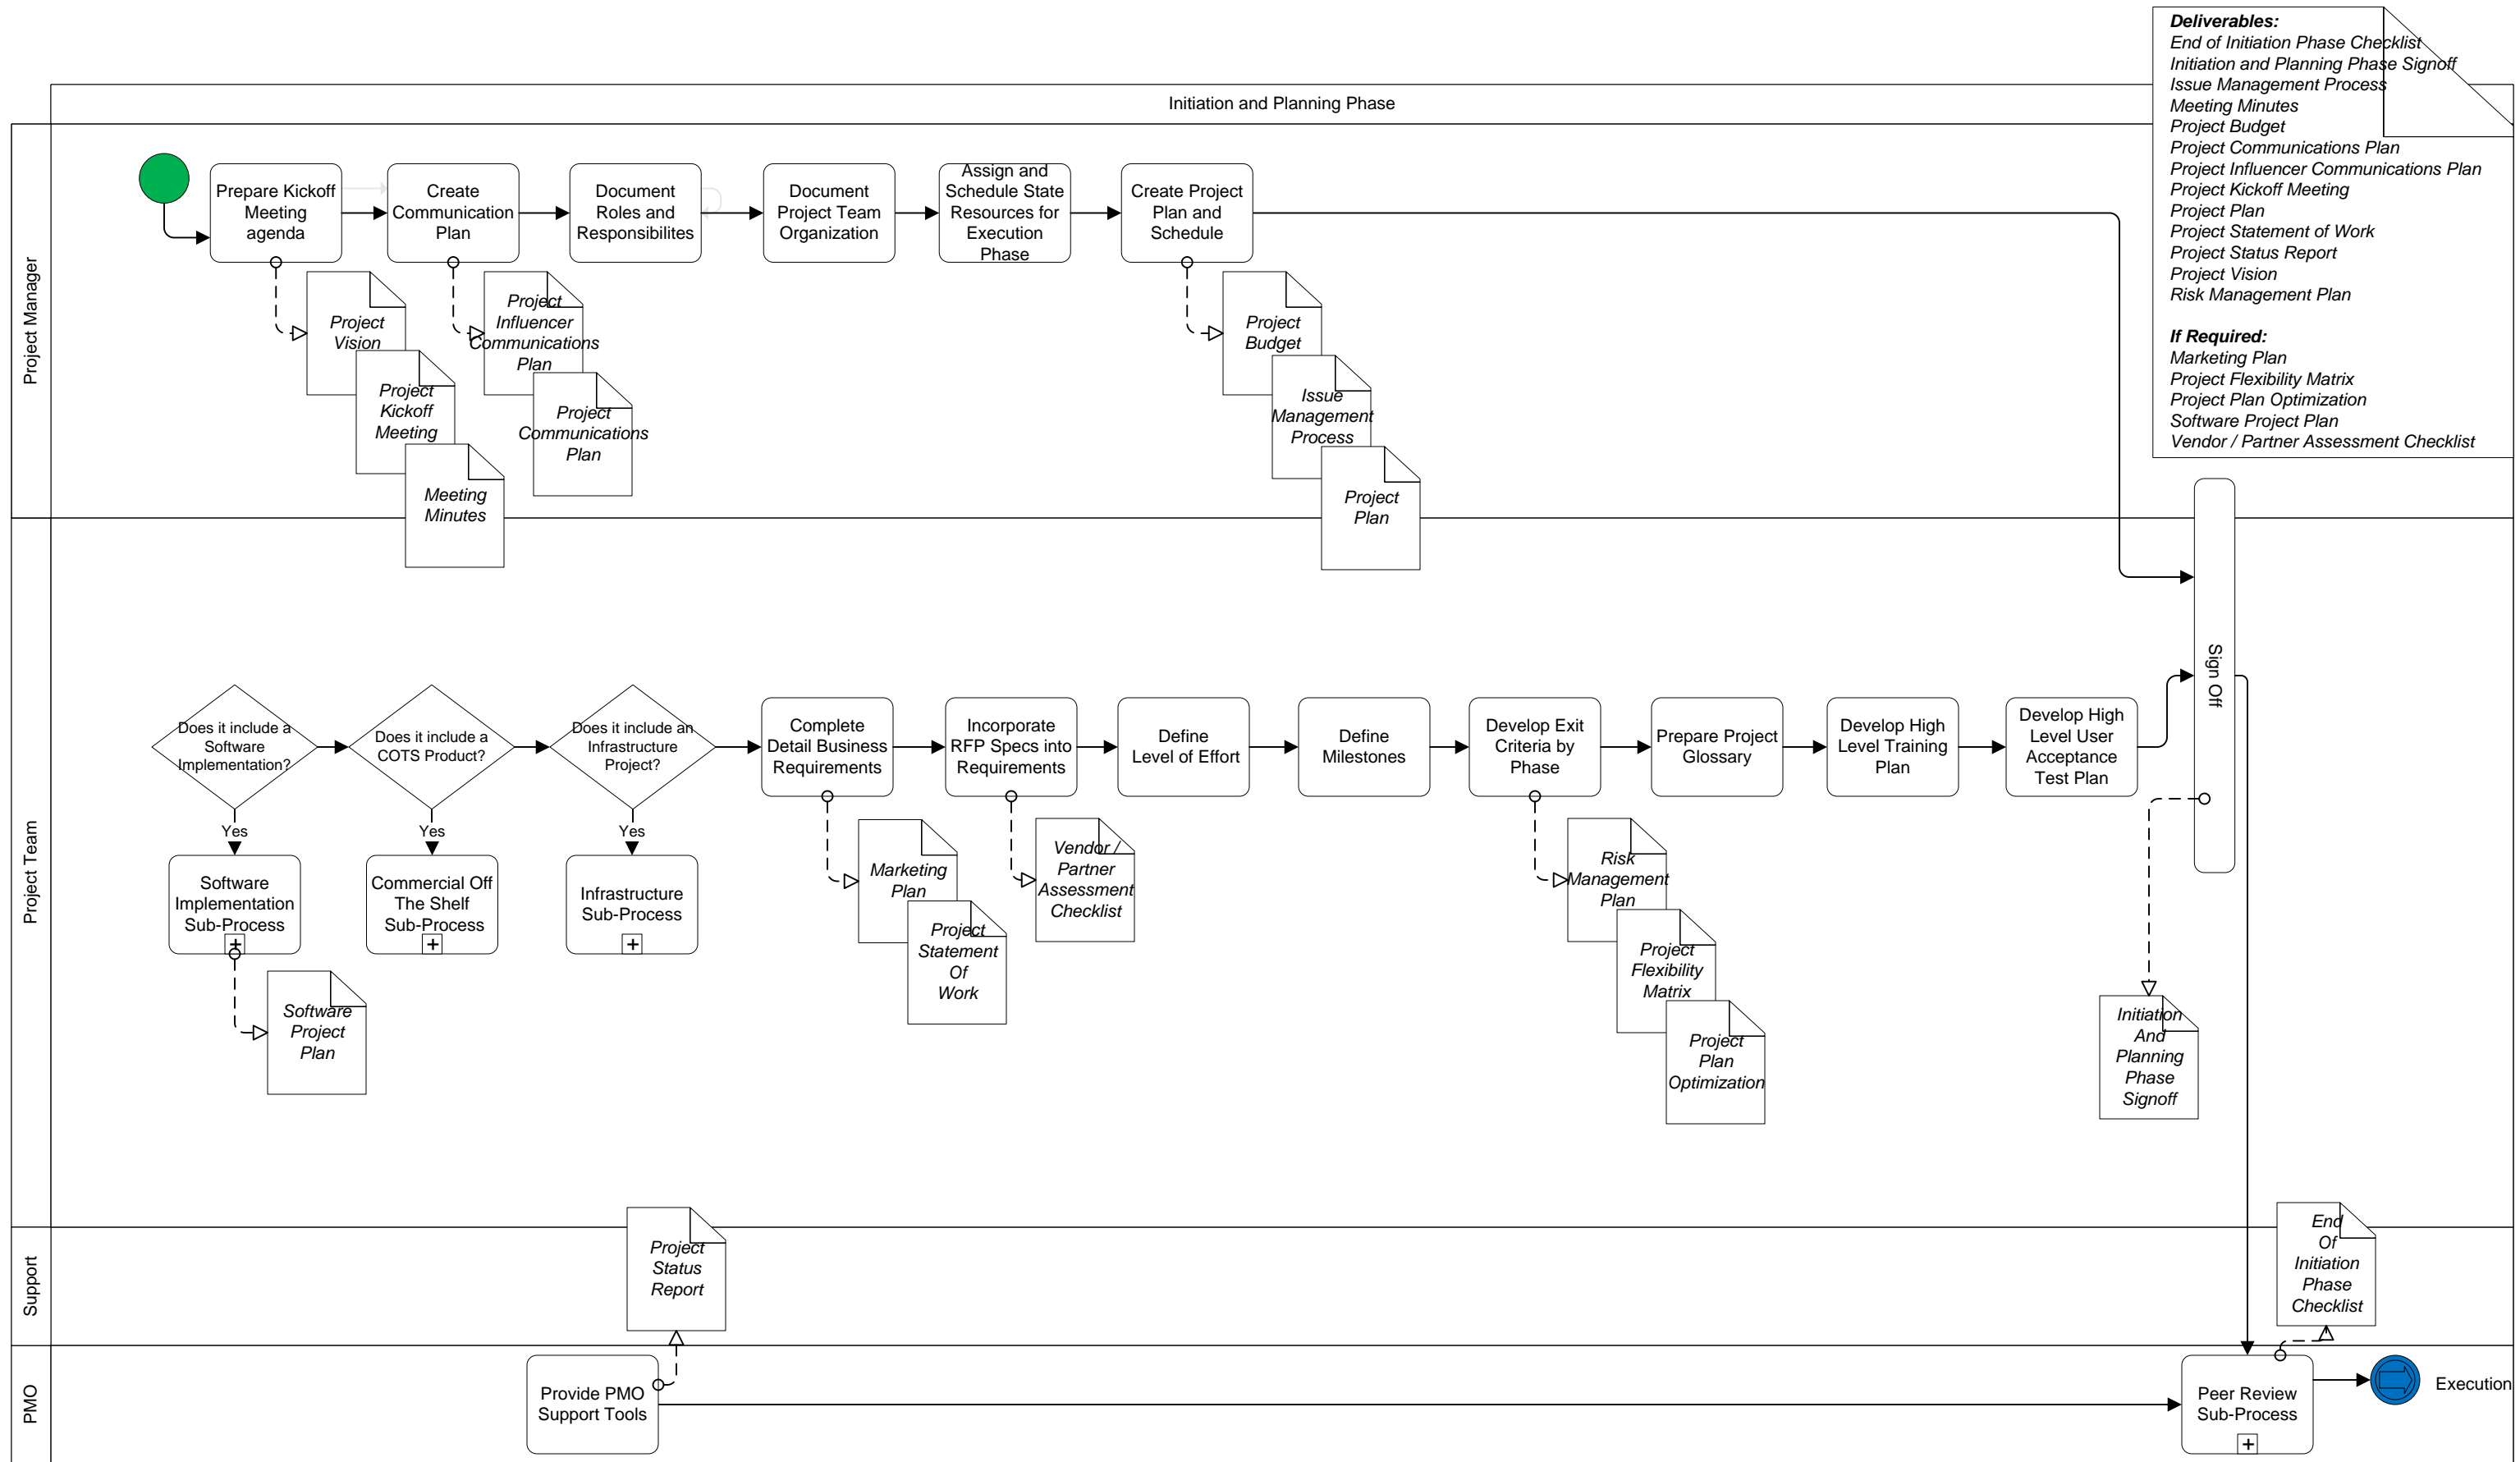 Deliverables:
End of Initiation Phase Checklist
Initiation and Planning Phase Signoff
Issue Management Process
Meeting Minutes
Project Budget
Project Communications Plan
Project Influencer Communications Plan
Project Kickoff Meeting
Project Plan
Project Statement of Work
Project Status Report
Project Vision
Risk Management Plan
If Required:
Marketing Plan
Project Flexibility Matrix
Project Plan Optimization
Software Project Plan
Vendor / Partner Assessment Checklist
Initiation and Planning Phase
Project Manager
Prepare Kickoff
Meeting
agenda
Create
Communication
Plan
Document
Roles and
Responsibilites
Document
Project Team
Organization
Assign and
Schedule State
Resources for
Execution
Phase
Create Project
Plan and
Schedule
Project
Vision
Project
Kickoff
Meeting
Meeting
Minutes
Project
Influencer
Communications
Plan
Project
Communications
Plan
Project
Budget
Issue
Management
Process
Project
Plan
Project Team
Does it include a
Software
Implementation?
Does it include a
COTS Product?
Does it include an
Infrastructure
Project?
Complete
Detail Business
Requirements
Incorporate
RFP Specs into
Requirements
Define
Level of Effort
Define
Milestones
Develop Exit
Criteria by
Phase
Prepare Project
Glossary
Develop High
Level Training
Plan
Develop High
Level User
Acceptance
Test Plan
Sign Off
Yes
Yes
Yes
Software
Implementation
Sub-Process
Commercial Off
The Shelf
Sub-Process
Infrastructure
Sub-Process
Software
Project
Plan
Marketing
Plan
Project
Statement
Of
Work
Vendor /
Partner
Assessment
Checklist
Risk
Management
Plan
Project
Flexibility
Matrix
Project
Plan
Optimization
Initiation
And
Planning
Phase
Signoff
Support
Project
Status
Report
End
Of
Initiation
Phase
Checklist
PMO
Provide PMO
Support Tools
Peer Review
Sub-Process
Execution